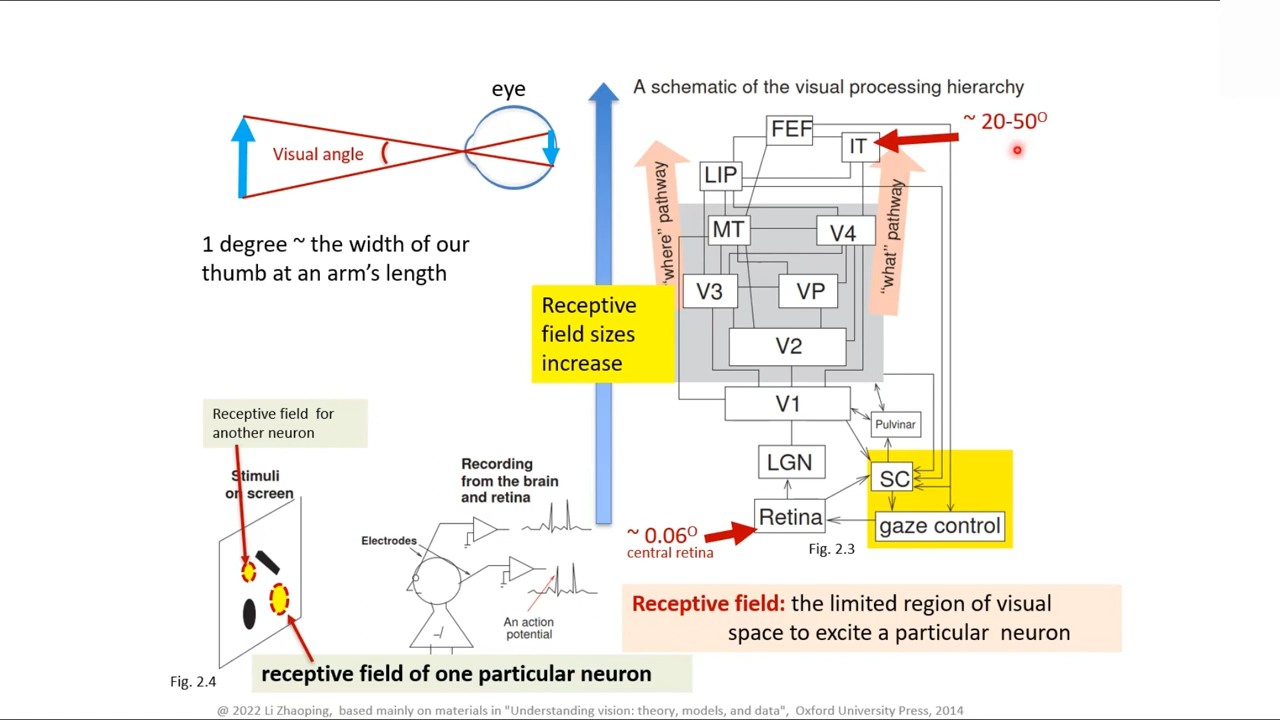 eye
Visual angle
1 degree ~ the width of our
thumb at an arm's length
A schematic of the visual processing hierarchy
~ 20-50O
FEF
IT
LIP
"where" pathway
"what" pathway
MT
V4
V3
VP
V2
V1
Pulvinar
LGN
SC
Retina
gaze control
Fig. 2.3
Receptive
field sizes
increase
~ 0.06O
central retina
Receptive field for
another neuron
Stimuli
on screen
Recording
from the brain
and retina
Electrodes
An action
potential
Receptive field: the limited region of visual
space to excite a particular neuron
receptive field of one particular neuron
Fig. 2.4
@ 2022 Li Zhaoping, based mainly on materials in "Understanding vision: theory, models, and data", Oxford University Press, 2014